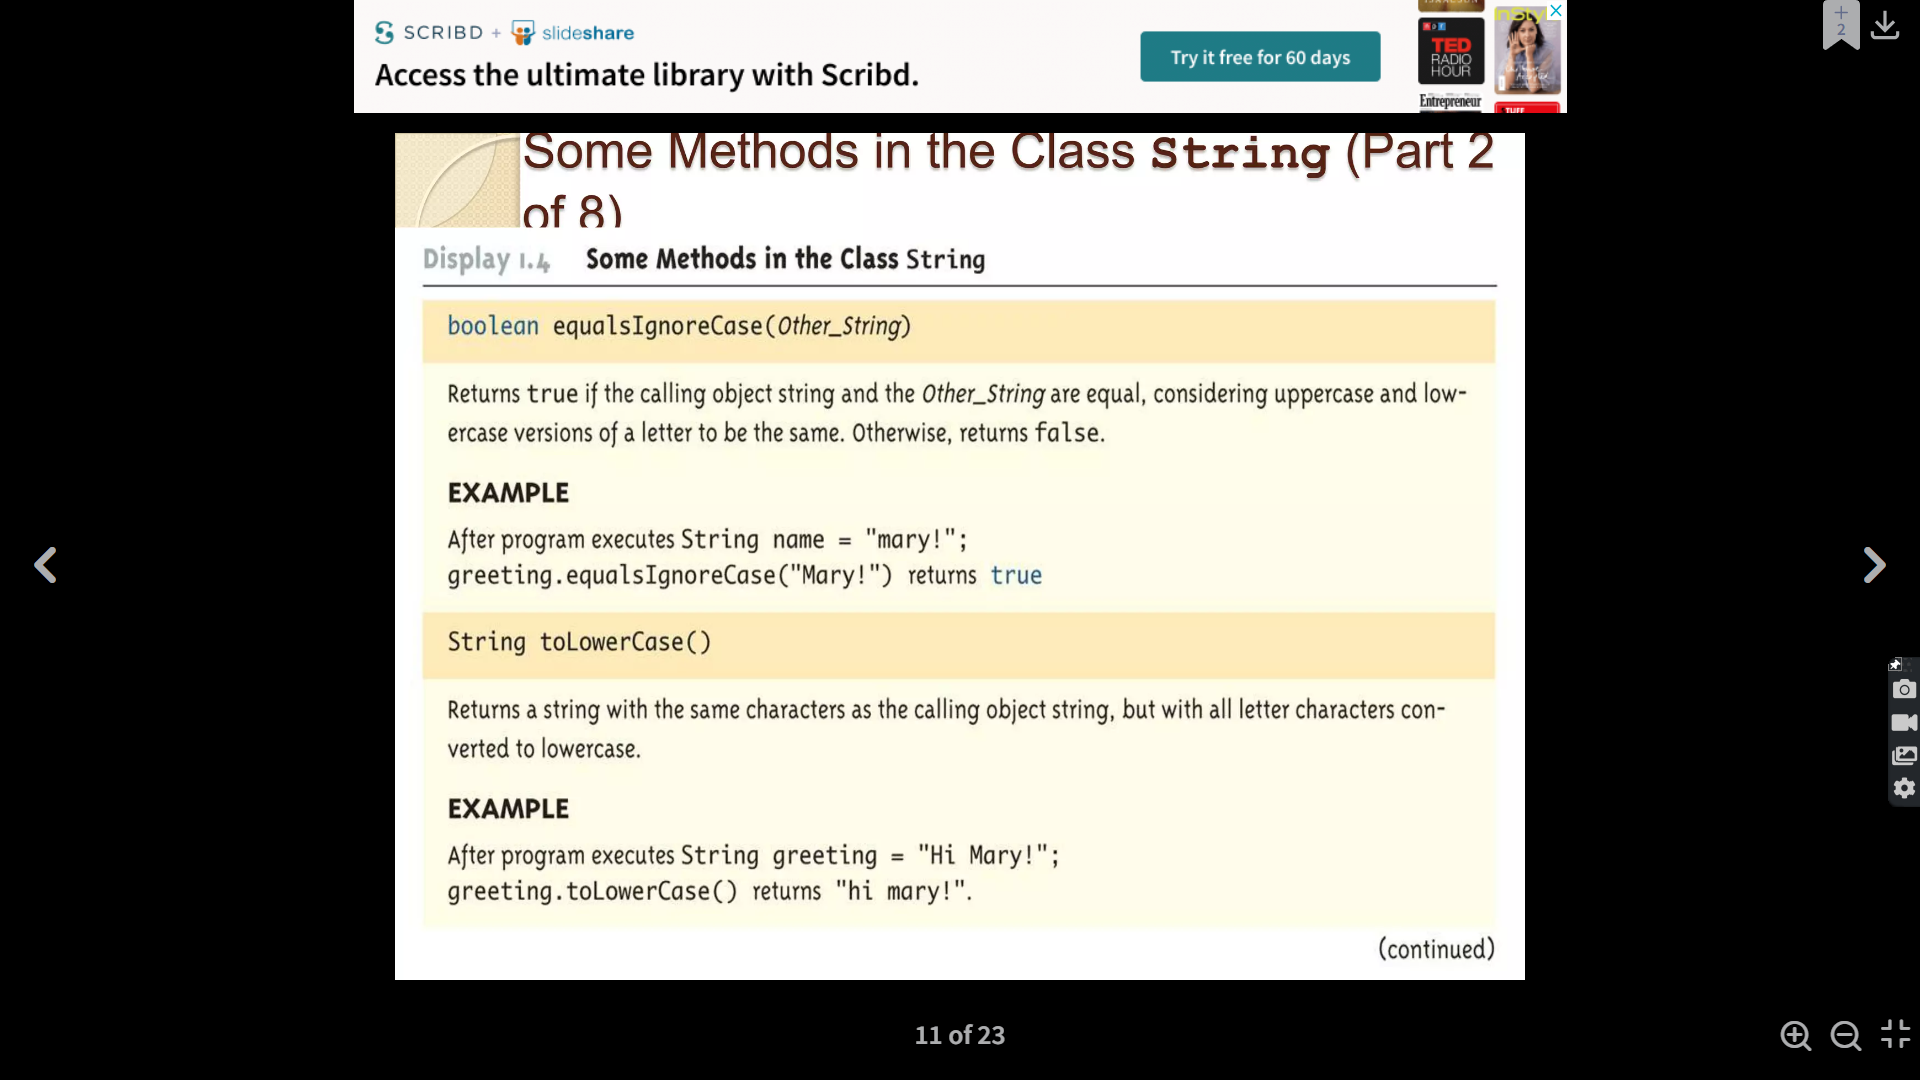 SCRIBD + slideshare
Access the ultimate library with Scribd.
Try it free for 60 days
TED
RADIO
HOUR
InStyl
Entrepreneur
+
2
Some Methods in the Class String (Part 2
of 8)
Display 1.4 Some Methods in the Class String
boolean equalsIgnoreCase(Other_String)
Returns true if the calling object string and the Other_String are equal, considering uppercase and low-
ercase versions of a letter to be the same. Otherwise, returns false.
EXAMPLE
After program executes String name = "mary!";
greeting.equalsIgnoreCase("Mary!") returns true
String toLowerCase()
Returns a string with the same characters as the calling object string, but with all letter characters con-
verted to lowercase.
EXAMPLE
After program executes String greeting = "Hi Mary!";
greeting.toLowerCase() returns "hi mary!".
(continued)
11 of 23